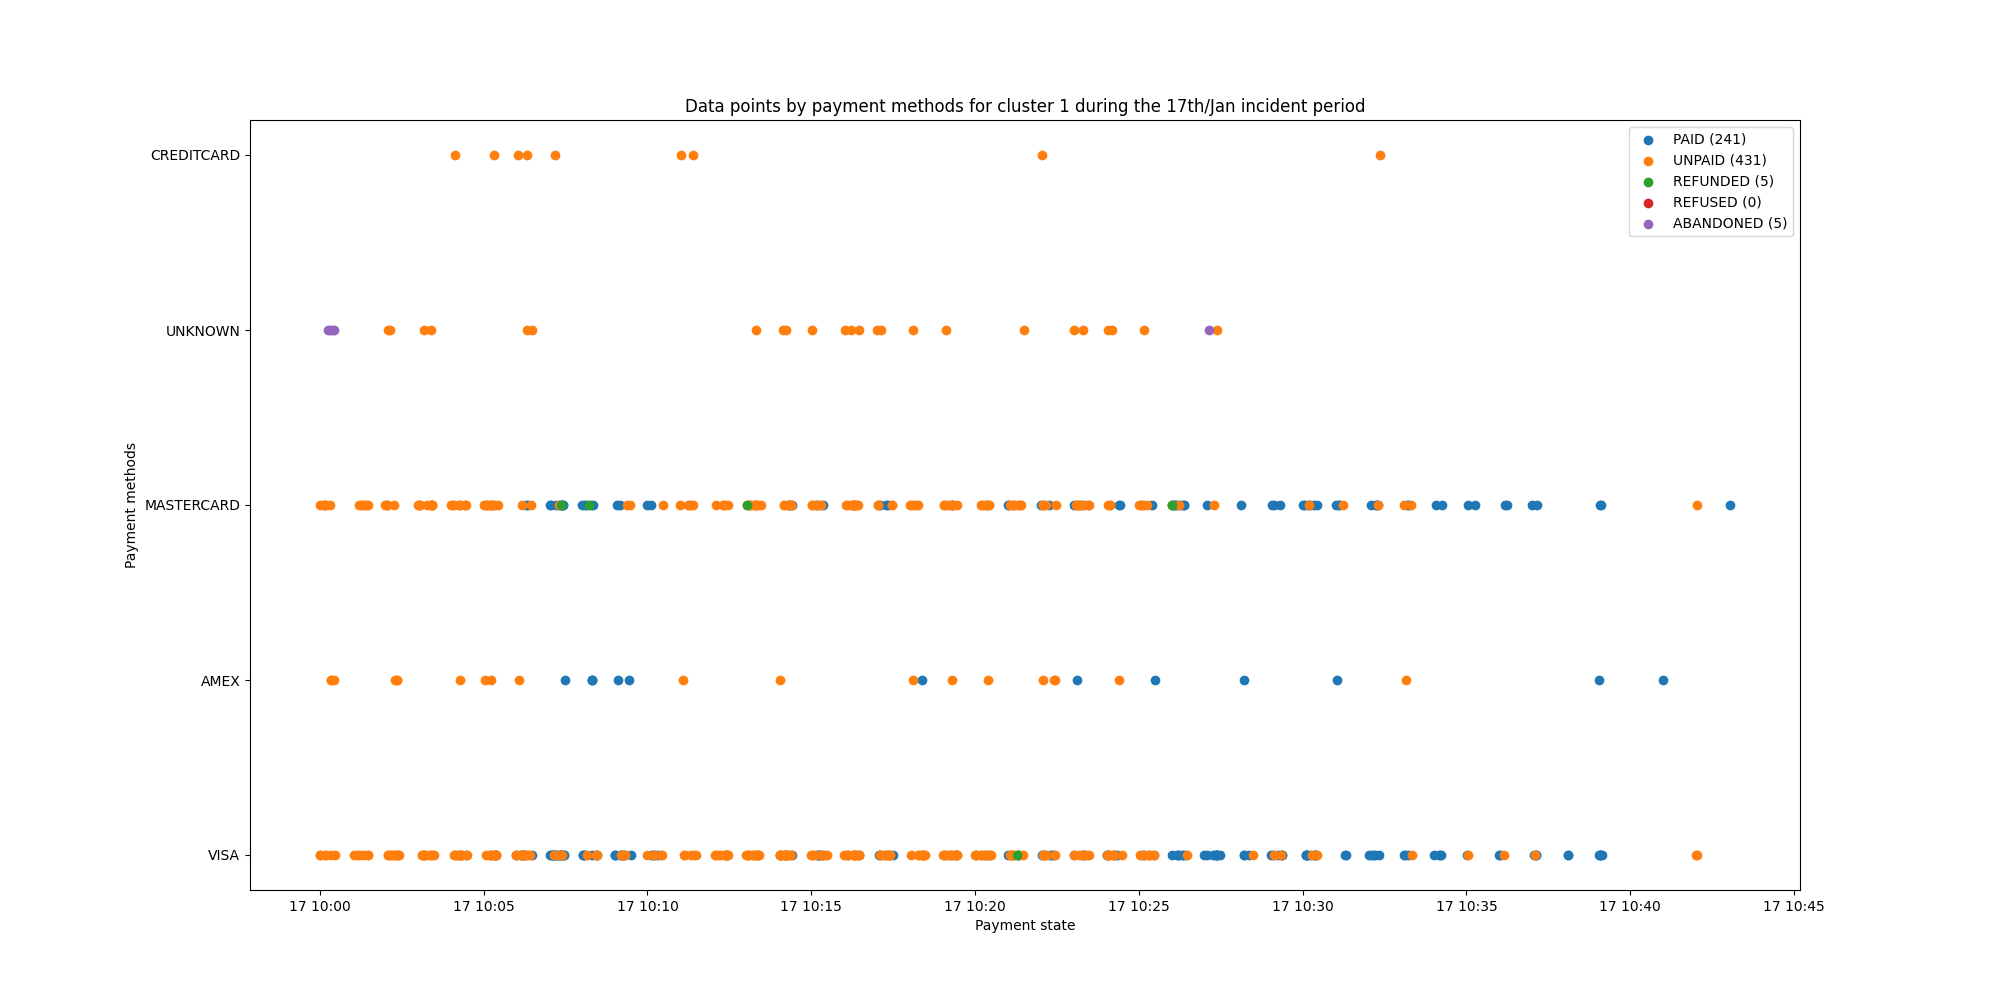 Data points by payment methods for cluster 1 during the 17th/Jan incident period
PAID (241)
UNPAID (431)
REFUNDED (5)
REFUSED (0)
ABANDONED (5)
Payment methods
CREDITCARD
UNKNOWN
MASTERCARD
AMEX
VISA
17 10:00 17 10:05 17 10:10 17 10:15 17 10:20 17 10:25 17 10:30 17 10:35 17 10:40 17 10:45
Payment state